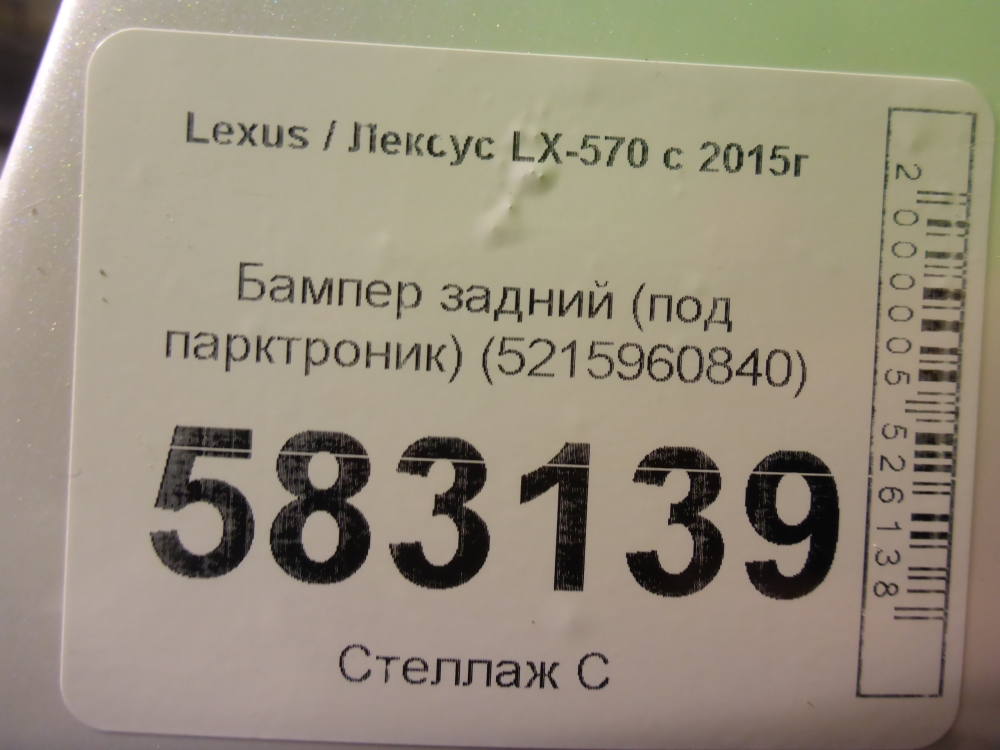 Lexus / Лексус LX-570 с 2015г
Бампер задний (под
парктроник) (5215960840)
583139
Стеллаж С
2000005526138